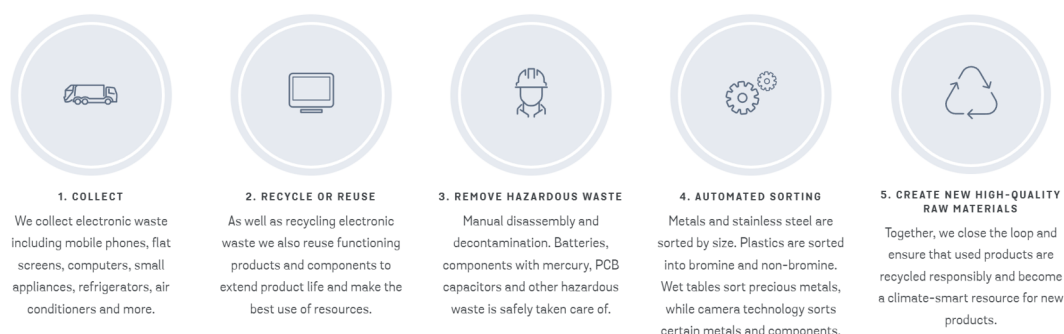 1. COLLECT
We collect electronic waste
including mobile phones, flat
screens, computers, small
appliances, refrigerators, air
conditioners and more.
2. RECYCLE OR REUSE
As well as recycling electronic
waste we also reuse functioning
products and components to
extend product life and make the
best use of resources.
3. REMOVE HAZARDOUS WASTE
Manual disassembly and
decontamination. Batteries,
components with mercury, PCB
capacitors and other hazardous
waste is safely taken care of.
4. AUTOMATED SORTING
Metals and stainless steel are
sorted by size. Plastics are sorted
into bromine and non-bromine.
Wet tables sort precious metals,
while camera technology sorts
certain metals and components.
5. CREATE NEW HIGH-QUALITY
RAW MATERIALS
Together, we close the loop and
ensure that used products are
recycled responsibly and become
a climate-smart resource for new
products.